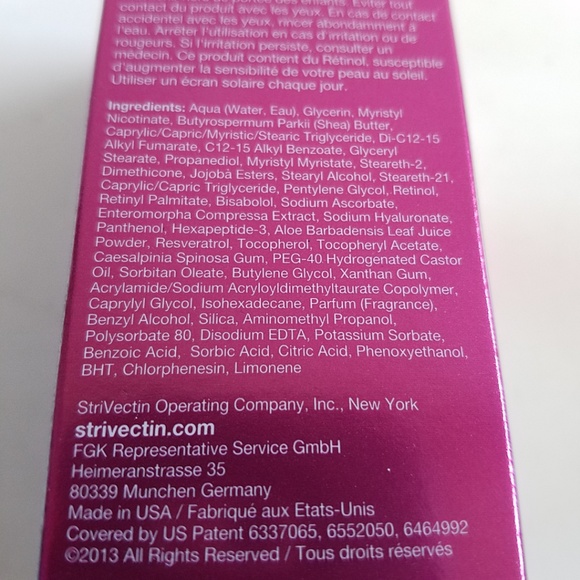 contact du produit avec les yeux. En cas de contact
accidentel avec les yeux, rincer abondamment à
l'eau. Arrêter l'utilisation en cas d'irritation ou de
rougeurs. Si l'irritation persiste, consulter un
médecin. Ce produit contient du Rétinol, susceptible
d'augmenter la sensibilité de votre peau au soleil.
Utiliser un écran solaire chaque jour.
Ingredients: Aqua (Water, Eau), Glycerin, Myristyl
Nicotinate, Butyrospermum Parkii (Shea) Butter,
Caprylic/Capric/Myristic/Stearic Triglyceride, Di-C12-15
Alkyl Fumarate, C12-15 Alkyl Benzoate, Glyceryl
Stearate, Propanediol, Myristyl Myristate, Steareth-2,
Dimethicone, Jojoba Esters, Stearyl Alcohol, Steareth-21,
Caprylic/Capric Triglyceride, Pentylene Glycol, Retinol,
Retinyl Palmitate, Bisabolol, Sodium Ascorbate,
Enteromorpha Compressa Extract, Sodium Hyaluronate,
Panthenol, Hexapeptide-3, Aloe Barbadensis Leaf Juice
Powder, Resveratrol, Tocopherol, Tocopheryl Acetate,
Caesalpinia Spinosa Gum, PEG-40 Hydrogenated Castor
Oil, Sorbitan Oleate, Butylene Glycol, Xanthan Gum,
Acrylamide/Sodium Acryloyldimethyltaurate Copolymer,
Caprylyl Glycol, Isohexadecane, Parfum (Fragrance),
Benzyl Alcohol, Silica, Aminomethyl Propanol,
Polysorbate 80, Disodium EDTA, Potassium Sorbate,
Benzoic Acid, Sorbic Acid, Citric Acid, Phenoxyethanol,
BHT, Chlorphenesin, Limonene
StriVectin Operating Company, Inc., New York
strivectin.com
FGK Representative Service GmbH
Heimeranstrasse 35
80339 Munchen Germany
Made in USA / Fabriqué aux Etats-Unis
Covered by US Patent 6337065, 6552050, 6464992
©2013 All Rights Reserved / Tous droits réservés